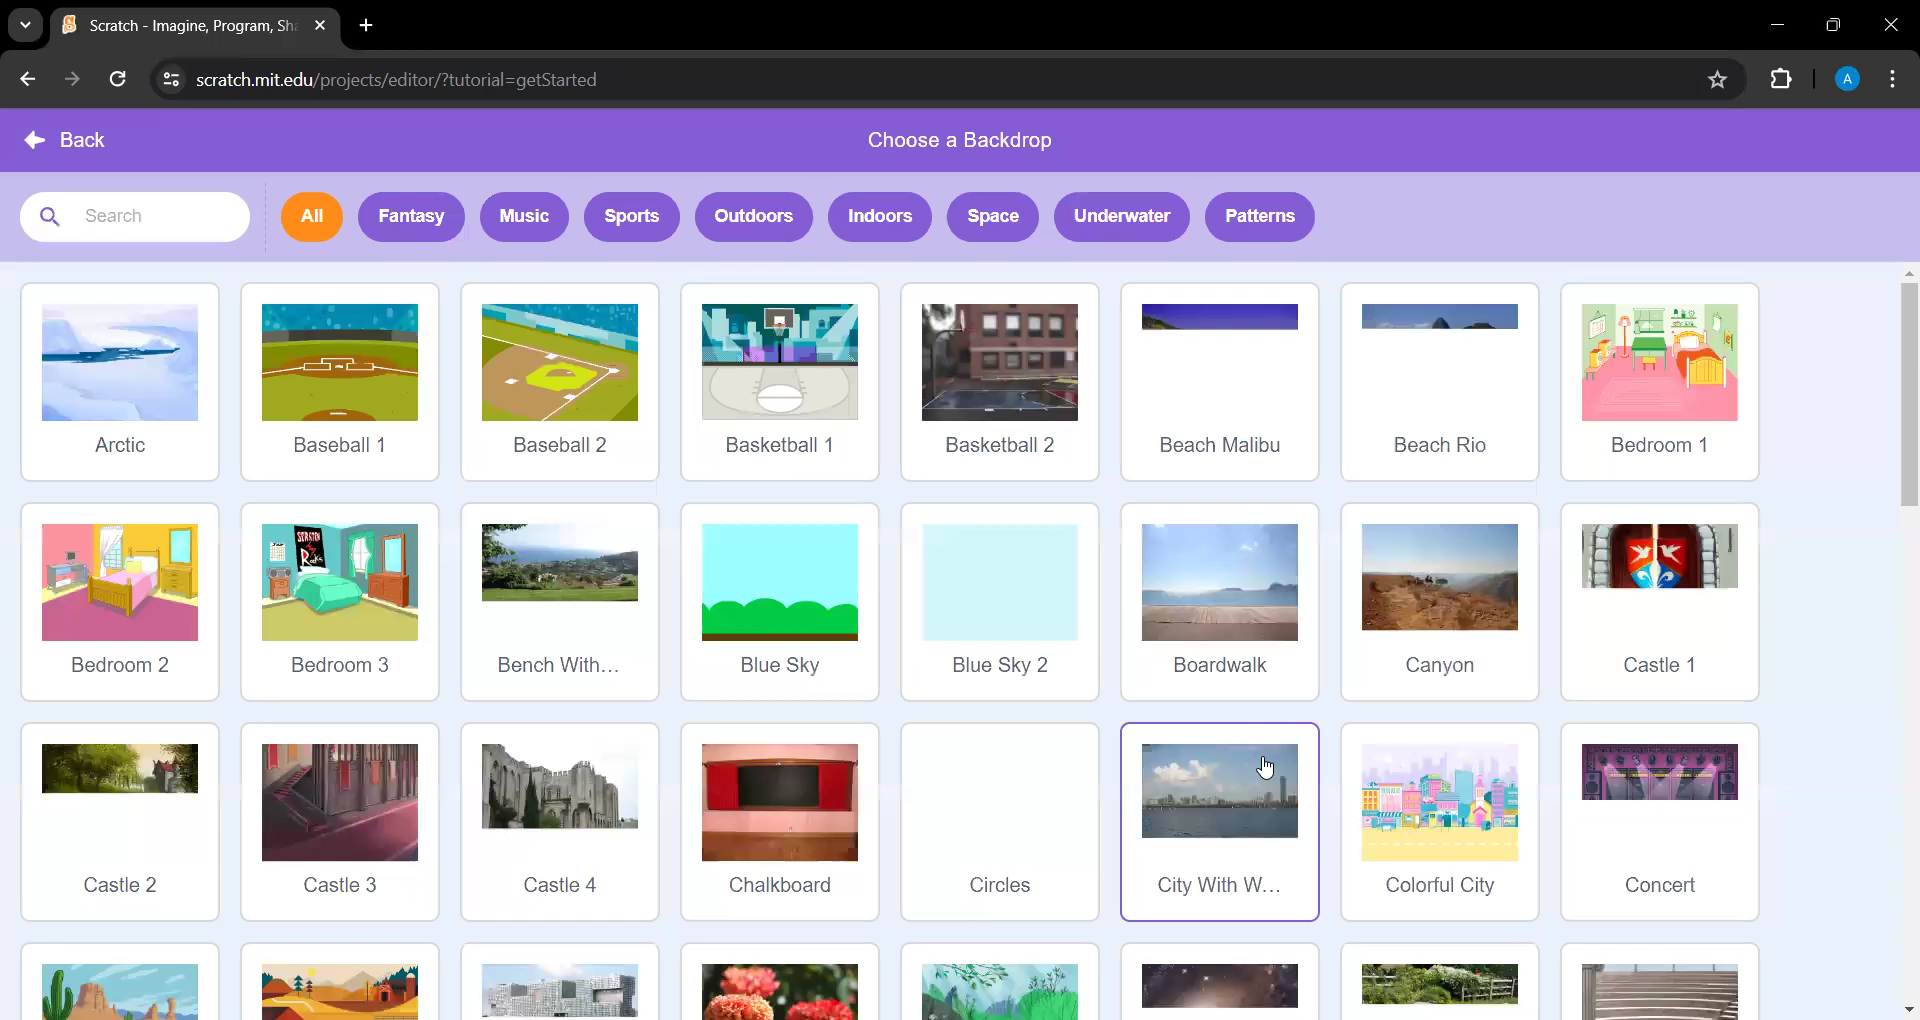 Scratch - Imagine, Program, Sha
scratch.mit.edu/projects/editor/?tutorial=getStarted
A
Back
Choose a Backdrop
Search
All
Fantasy
Music
Sports
Outdoors
Indoors
Space
Underwater
Patterns
Arctic
Baseball 1
Baseball 2
Basketball 1
Basketball 2
Beach Malibu
Beach Rio
Bedroom 1
SCRATCH
Bedroom 2
Bedroom 3
Bench With...
Blue Sky
Blue Sky 2
Boardwalk
Canyon
Castle 1
Castle 2
Castle 3
Castle 4
Chalkboard
Circles
City With W...
Colorful City
Concert